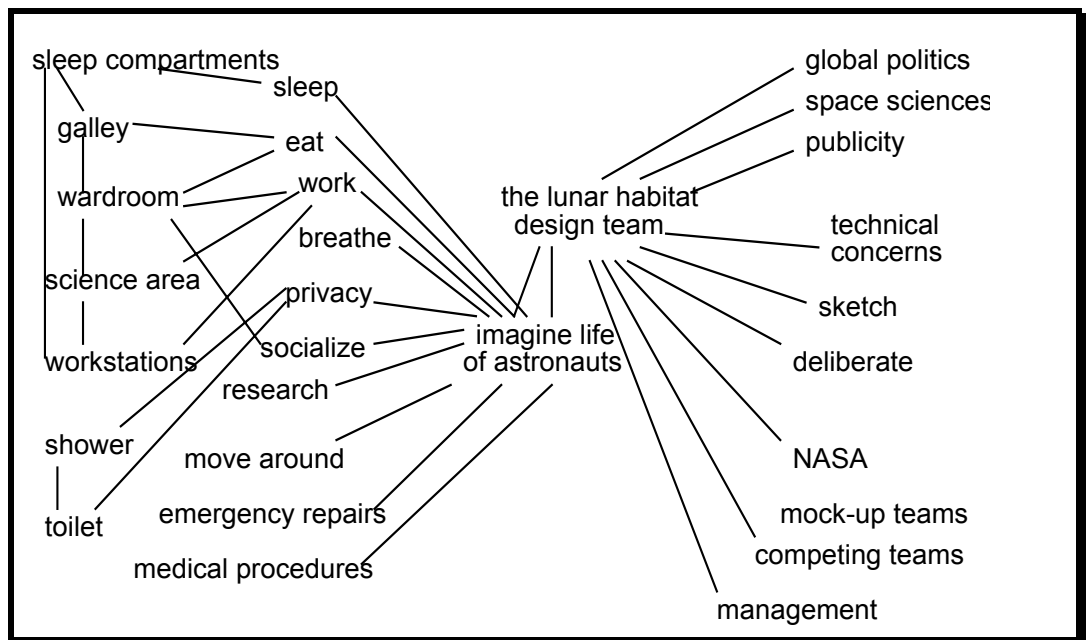 sleep compartments
sleep
galley
eat
wardroom
work
breathe
science area
privacy
workstations
socialize
research
shower
move around
toilet
emergency repairs
medical procedures
the lunar habitat
design team
imagine life
of astronauts
global politics
space sciences
publicity
technical
concerns
sketch
deliberate
NASA
mock-up teams
competing teams
management